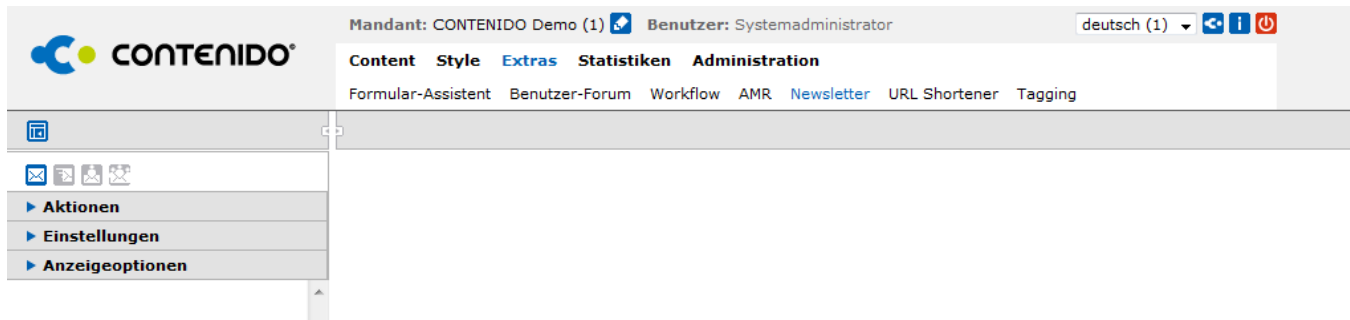 Mandant: CONTENIDO Demo (1) Benutzer: Systemadministrator deutsch (1)
CONTENIDO®
Content Style Extras Statistiken Administration
Formular-Assistent Benutzer-Forum Workflow AMR Newsletter URL Shortener Tagging
Aktionen
Einstellungen
Anzeigeoptionen